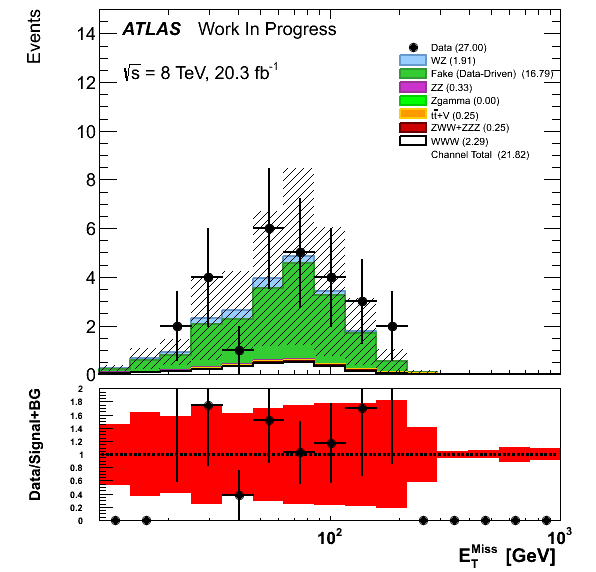 Events
ATLAS Work In Progress
√s = 8 TeV, 20.3 fb⁻¹
Data (27.00)
WZ (1.91)
Fake (Data-Driven) (16.79)
ZZ (0.33)
Zgamma (0.00)
tt̄+V (0.25)
ZWW+ZZZ (0.25)
WWW (2.29)
Channel Total (21.82)
14
12
10
8
6
4
2
0
Data/Signal+BG
2
1.8
1.6
1.4
1.2
1
0.8
0.6
0.4
0.2
0
10²
10³
E_T^Miss [GeV]